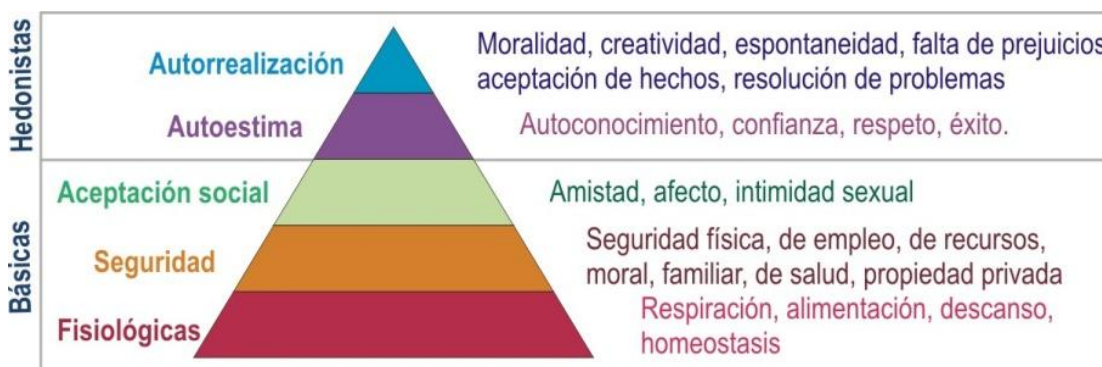 Hedonistas
Autorrealización
Moralidad, creatividad, espontaneidad, falta de prejuicios
aceptación de hechos, resolución de problemas
Autoestima
Autoconocimiento, confianza, respeto, éxito.
Básicas
Aceptación social
Amistad, afecto, intimidad sexual
Seguridad
Seguridad física, de empleo, de recursos,
moral, familiar, de salud, propiedad privada
Fisiológicas
Respiración, alimentación, descanso,
homeostasis